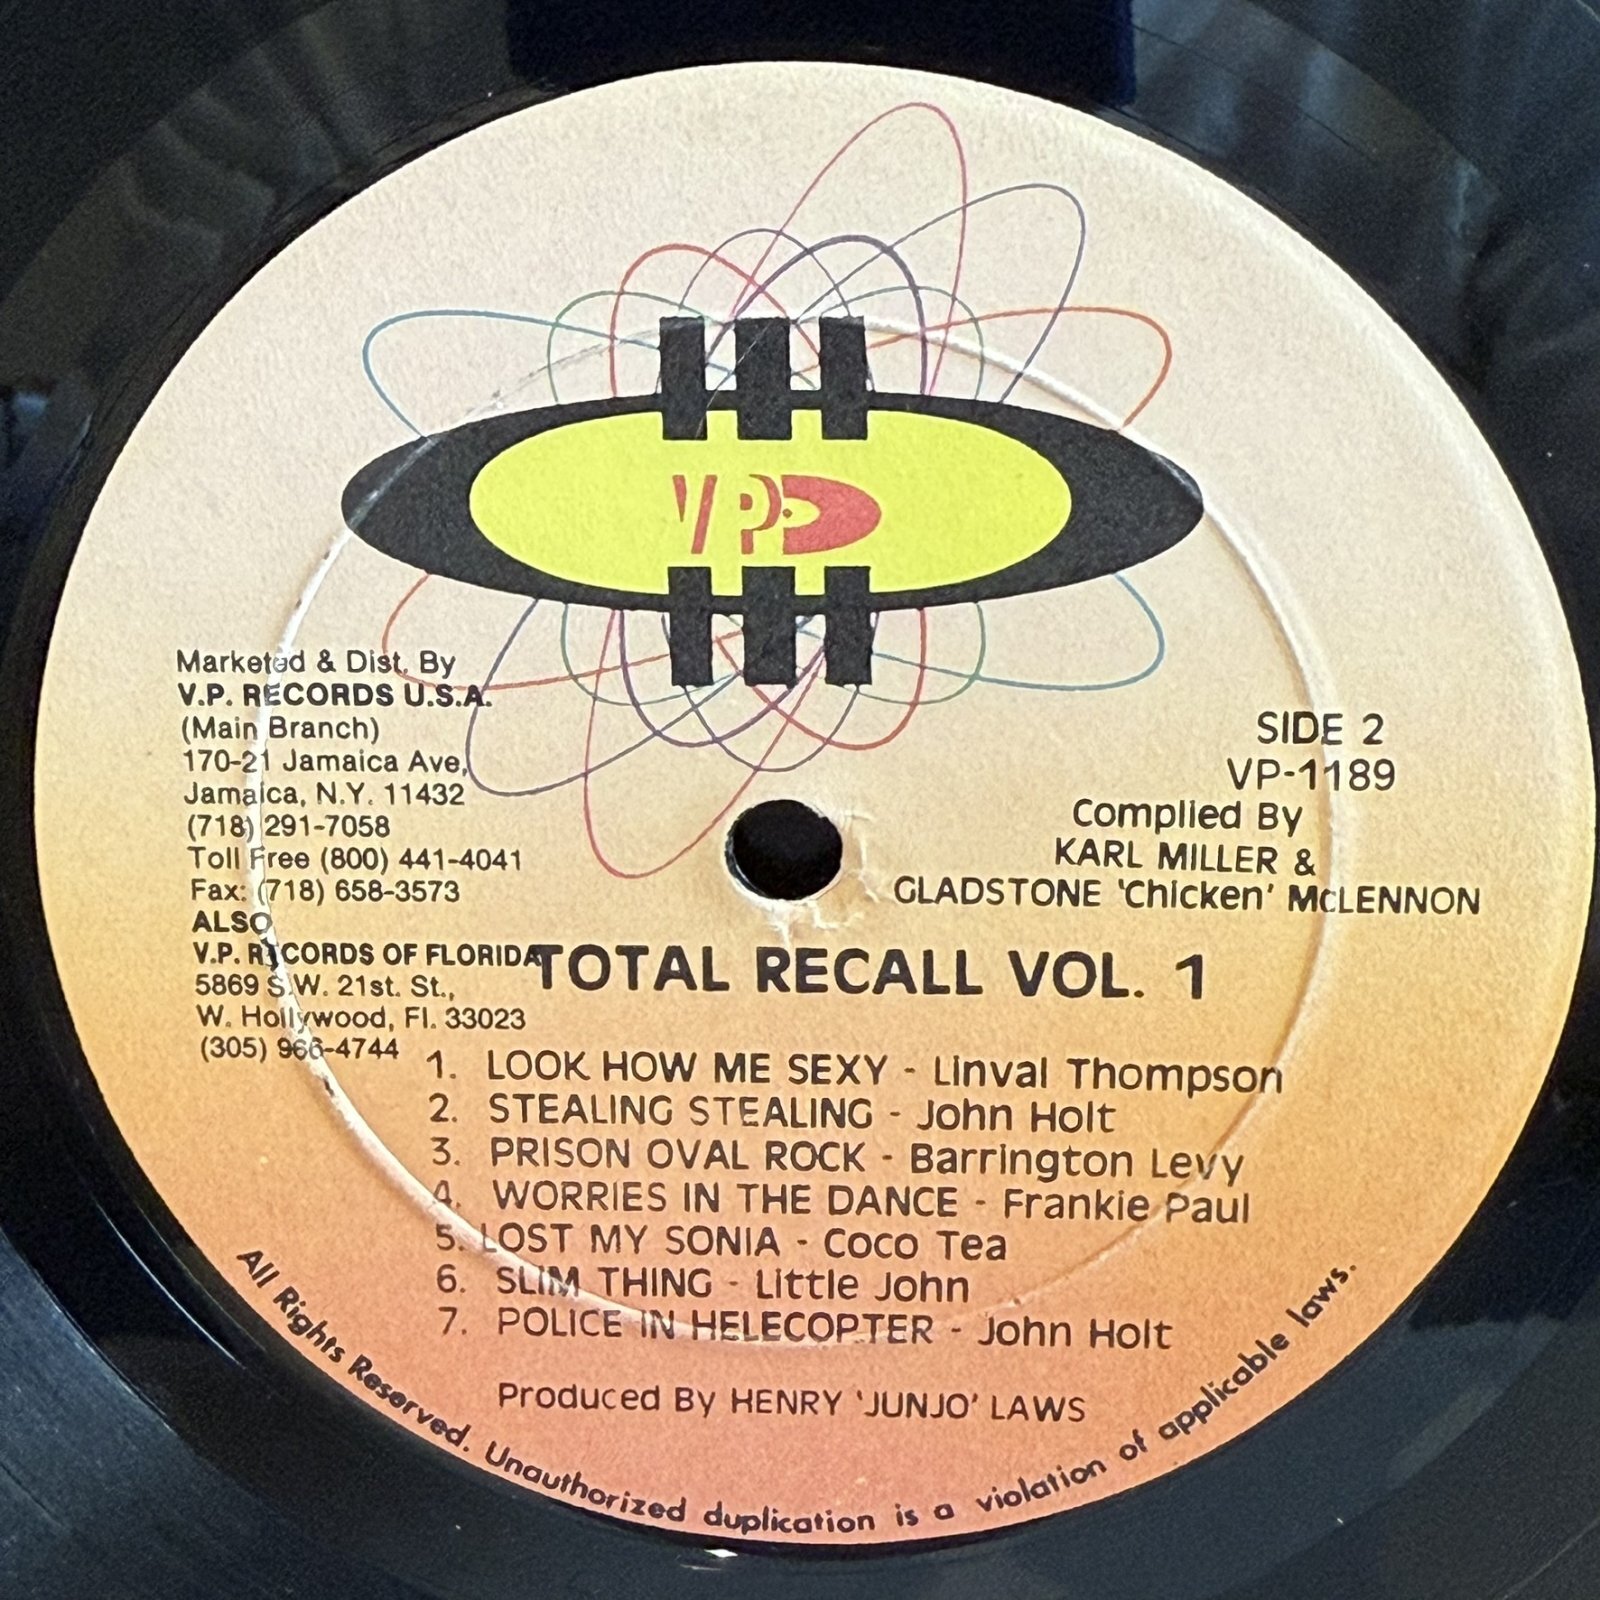 VP
Marketed & Dist. By
V.P. RECORDS U.S.A.
(Main Branch)
170-21 Jamaica Ave,
Jamaica, N.Y. 11432
(718) 291-7058
Toll Free (800) 441-4041
Fax: (718) 658-3573
ALSO
V.P. RECORDS OF FLORIDA
5869 S.W. 21st. St.,
W. Hollywood, Fl. 33023
(305) 966-4744
SIDE 2
VP-1189
Compiled By
KARL MILLER &
GLADSTONE 'Chicken' McLENNON
TOTAL RECALL VOL. 1
1. LOOK HOW ME SEXY - Linval Thompson
2. STEALING STEALING - John Holt
3. PRISON OVAL ROCK - Barrington Levy
4. WORRIES IN THE DANCE - Frankie Paul
5. LOST MY SONIA - Coco Tea
6. SLIM THING - Little John
7. POLICE IN HELECOPTER - John Holt
Produced By HENRY 'JUNJO' LAWS
All Rights Reserved. Unauthorized duplication is a violation of applicable laws.